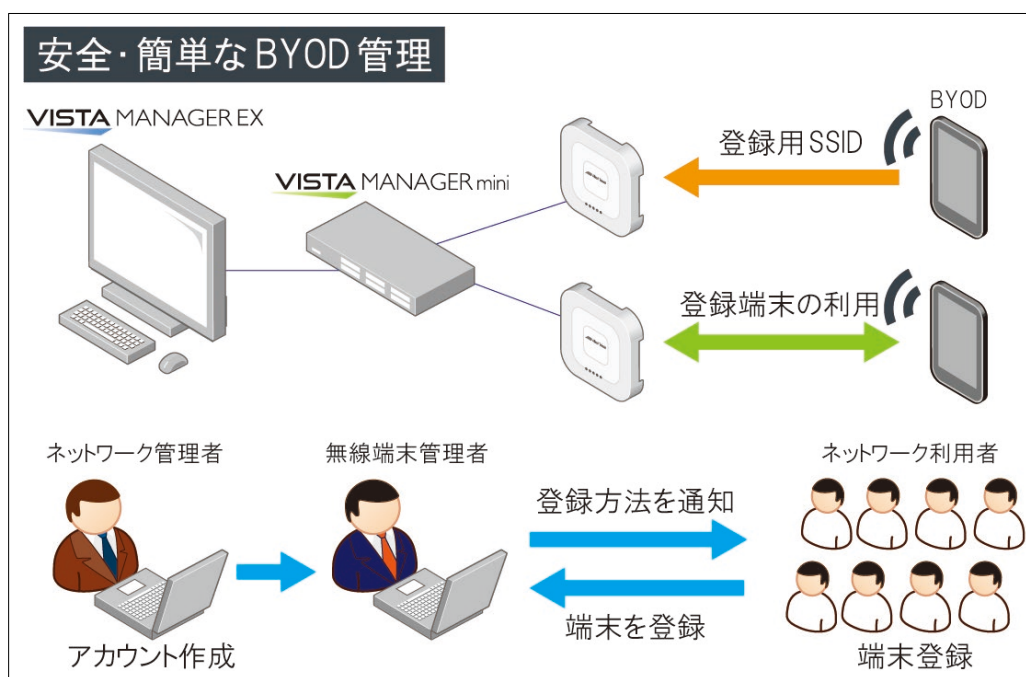 安全・簡単なBYOD管理
VISTA MANAGER EX
BYOD
登録用SSID
VISTA MANAGER mini
登録端末の利用
ネットワーク管理者
無線端末管理者
ネットワーク利用者
登録方法を通知
端末を登録
アカウント作成
端末登録